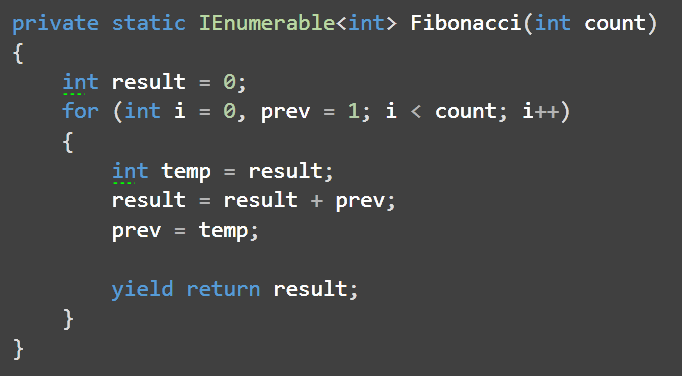 private static IEnumerable<int> Fibonacci(int count)
{
    int result = 0;
    for (int i = 0, prev = 1; i < count; i++)
    {
        int temp = result;
        result = result + prev;
        prev = temp;

        yield return result;
    }
}